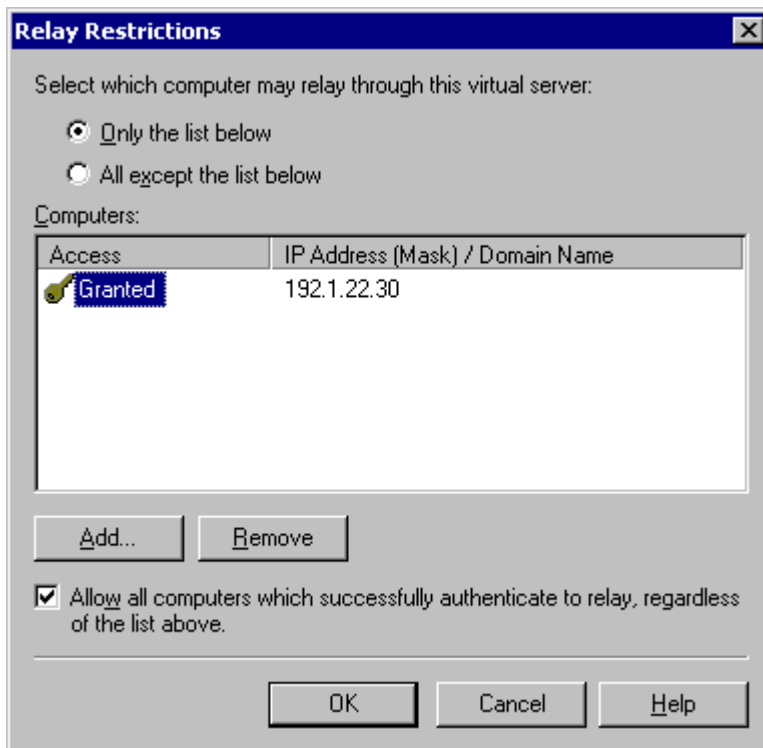 Relay Restrictions
Select which computer may relay through this virtual server:
Only the list below
All except the list below
Computers:
Access IP Address (Mask) / Domain Name
Granted 192.1.22.30
Add... Remove
Allow all computers which successfully authenticate to relay, regardless
of the list above.
OK Cancel Help